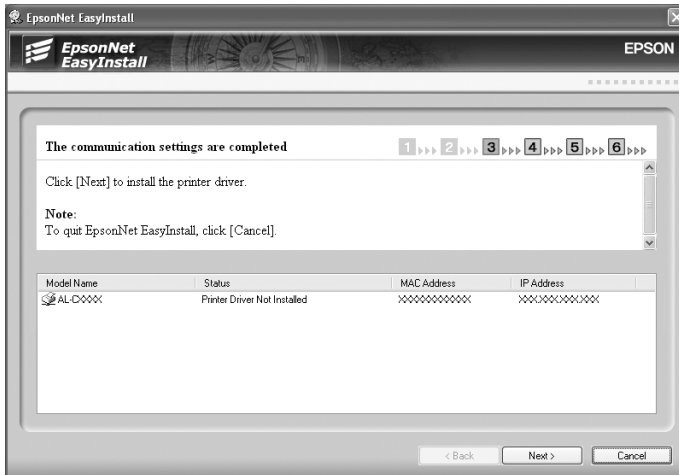 EpsonNet EasyInstall
EpsonNet
EasyInstall
EPSON
The communication settings are completed
1 2 3 4 5 6
Click [Next] to install the printer driver.
Note:
To quit EpsonNet EasyInstall, click [Cancel].
Model Name Status MAC Address IP Address
AL-CXXXX Printer Driver Not Installed XXXXXXXXXXXX XXX.XXX.XXX.XXX
< Back Next > Cancel